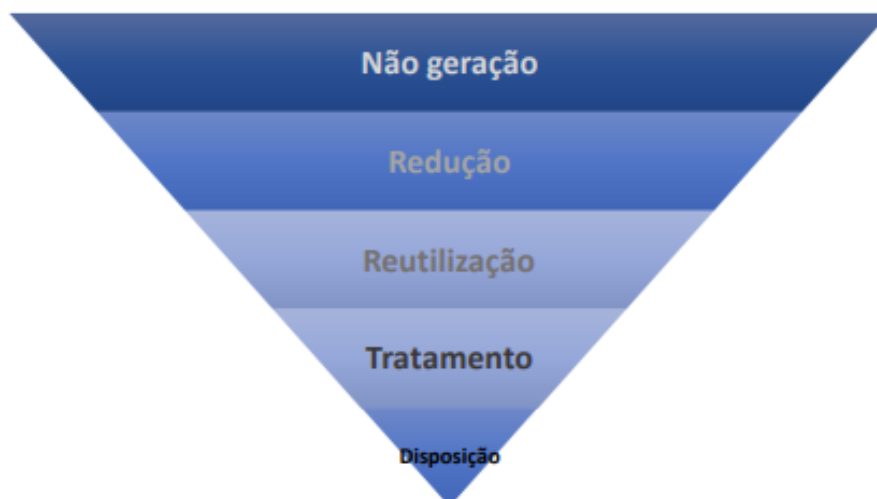 Não geração
Redução
Reutilização
Tratamento
Disposição